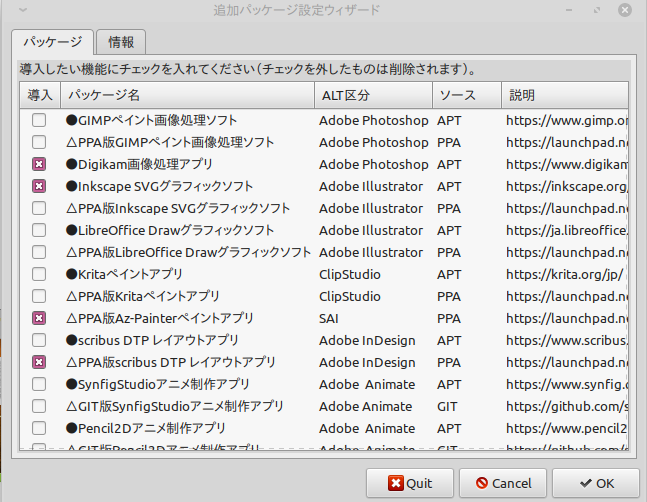 追加パッケージ設定ウィザード
パッケージ 情報
導入したい機能にチェックを入れてください（チェックを外したものは削除されます）。
導入 パッケージ名 ALT区分 ソース 説明
●GIMPペイント画像処理ソフト Adobe Photoshop APT https://www.gimp.or
△PPA版GIMPペイント画像処理ソフト Adobe Photoshop PPA https://launchpad.ne
●Digikam画像処理アプリ Adobe Photoshop APT https://www.digikam
●Inkscape SVGグラフィックソフト Adobe Illustrator APT https://inkscape.org,
△PPA版Inkscape SVGグラフィックソフト Adobe Illustrator PPA https://launchpad.ne
●LibreOffice Drawグラフィックソフト Adobe Illustrator APT https://ja.libreoffice.
△PPA版LibreOffice Drawグラフィックソフト Adobe Illustrator PPA https://launchpad.ne
●Kritaペイントアプリ ClipStudio APT https://krita.org/jp/
△PPA版Kritaペイントアプリ ClipStudio PPA https://launchpad.ne
△PPA版Az-Painterペイントアプリ SAI PPA https://launchpad.ne
●scribus DTP レイアウトアプリ Adobe InDesign APT https://www.scribus.
△PPA版scribus DTP レイアウトアプリ Adobe InDesign PPA https://launchpad.ne
●SynfigStudioアニメ制作アプリ Adobe Animate APT https://www.synfig.o
△GIT版SynfigStudioアニメ制作アプリ Adobe Animate GIT https://github.com/s
●Pencil2Dアニメ制作アプリ Adobe Animate APT https://www.pencil2
△GIT版Pencil2Dアニメ制作アプリ Adobe Animate GIT https://github.com/
Quit Cancel OK